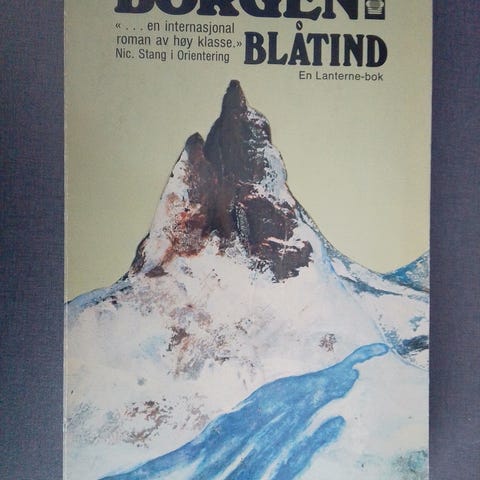 BORGEN
« . . . en internasjonal
roman av høy klasse.»
Nic. Stang i Orientering
BLÅTIND
En Lanterne-bok